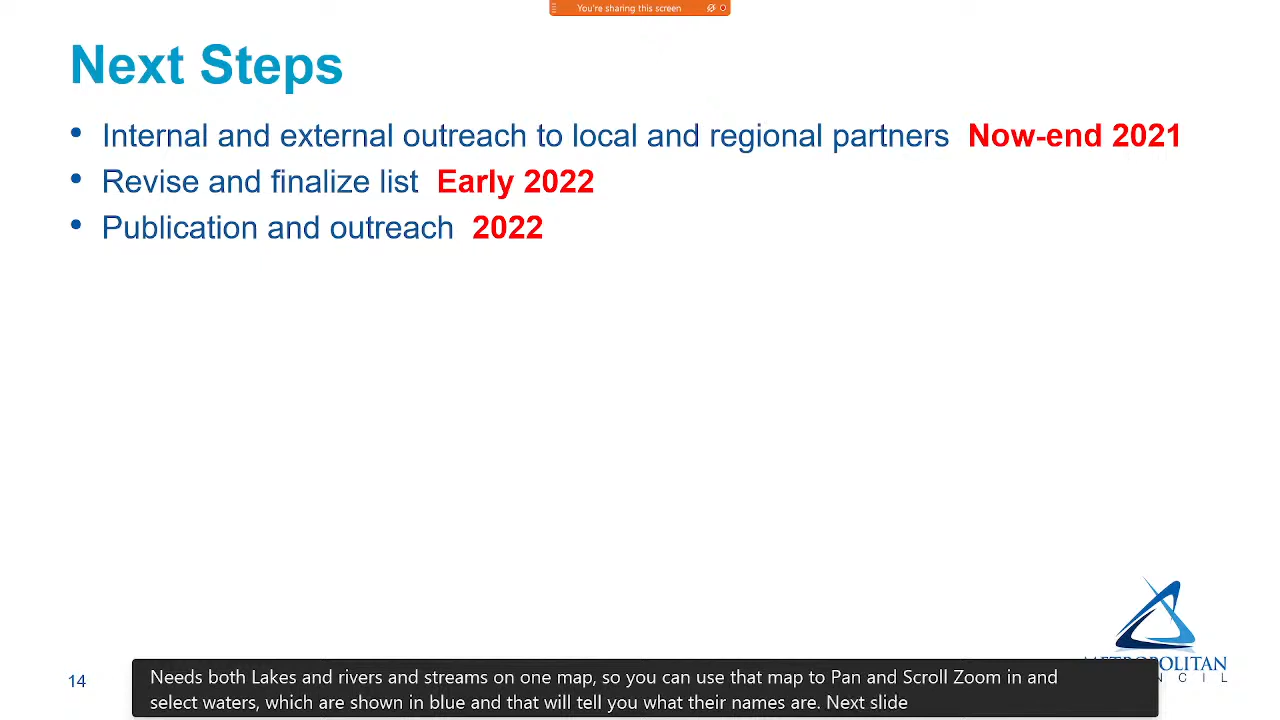 You're sharing this screen
Next Steps
• Internal and external outreach to local and regional partners Now-end 2021
• Revise and finalize list Early 2022
• Publication and outreach 2022
14
Needs both Lakes and rivers and streams on one map, so you can use that map to Pan and Scroll Zoom in and
select waters, which are shown in blue and that will tell you what their names are. Next slide